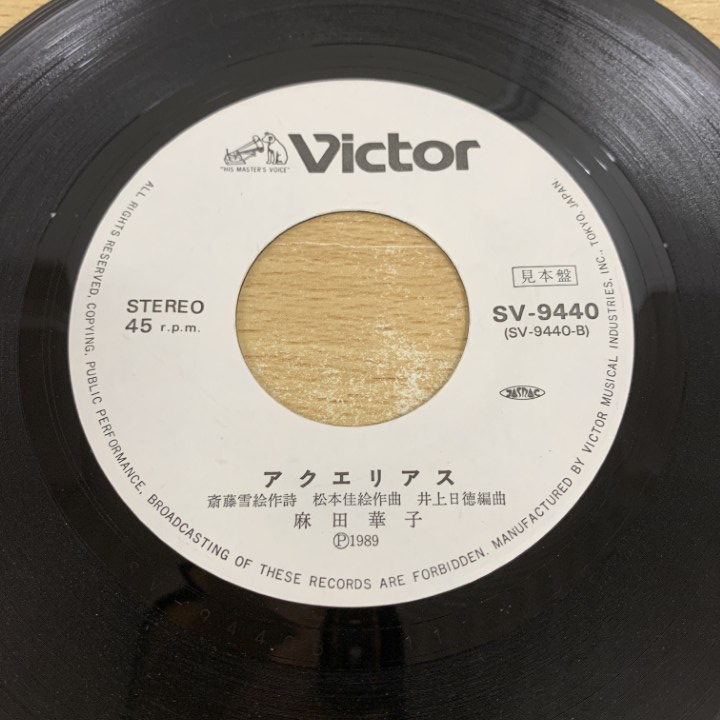 Victor
"HIS MASTER'S VOICE"
見本盤
STEREO
45 r.p.m.
SV-9440
(SV-9440-B)
JASRAC
アクエリアス
斎藤雪絵作詩 松本佳絵作曲 井上日徳編曲
麻田華子
Ⓟ1989
ALL RIGHTS RESERVED, COPYING, PUBLIC PERFORMANCE, BROADCASTING OF THESE RECORDS ARE FORBIDDEN. MANUFACTURED BY VICTOR MUSICAL INDUSTRIES, INC., TOKYO, JAPAN.